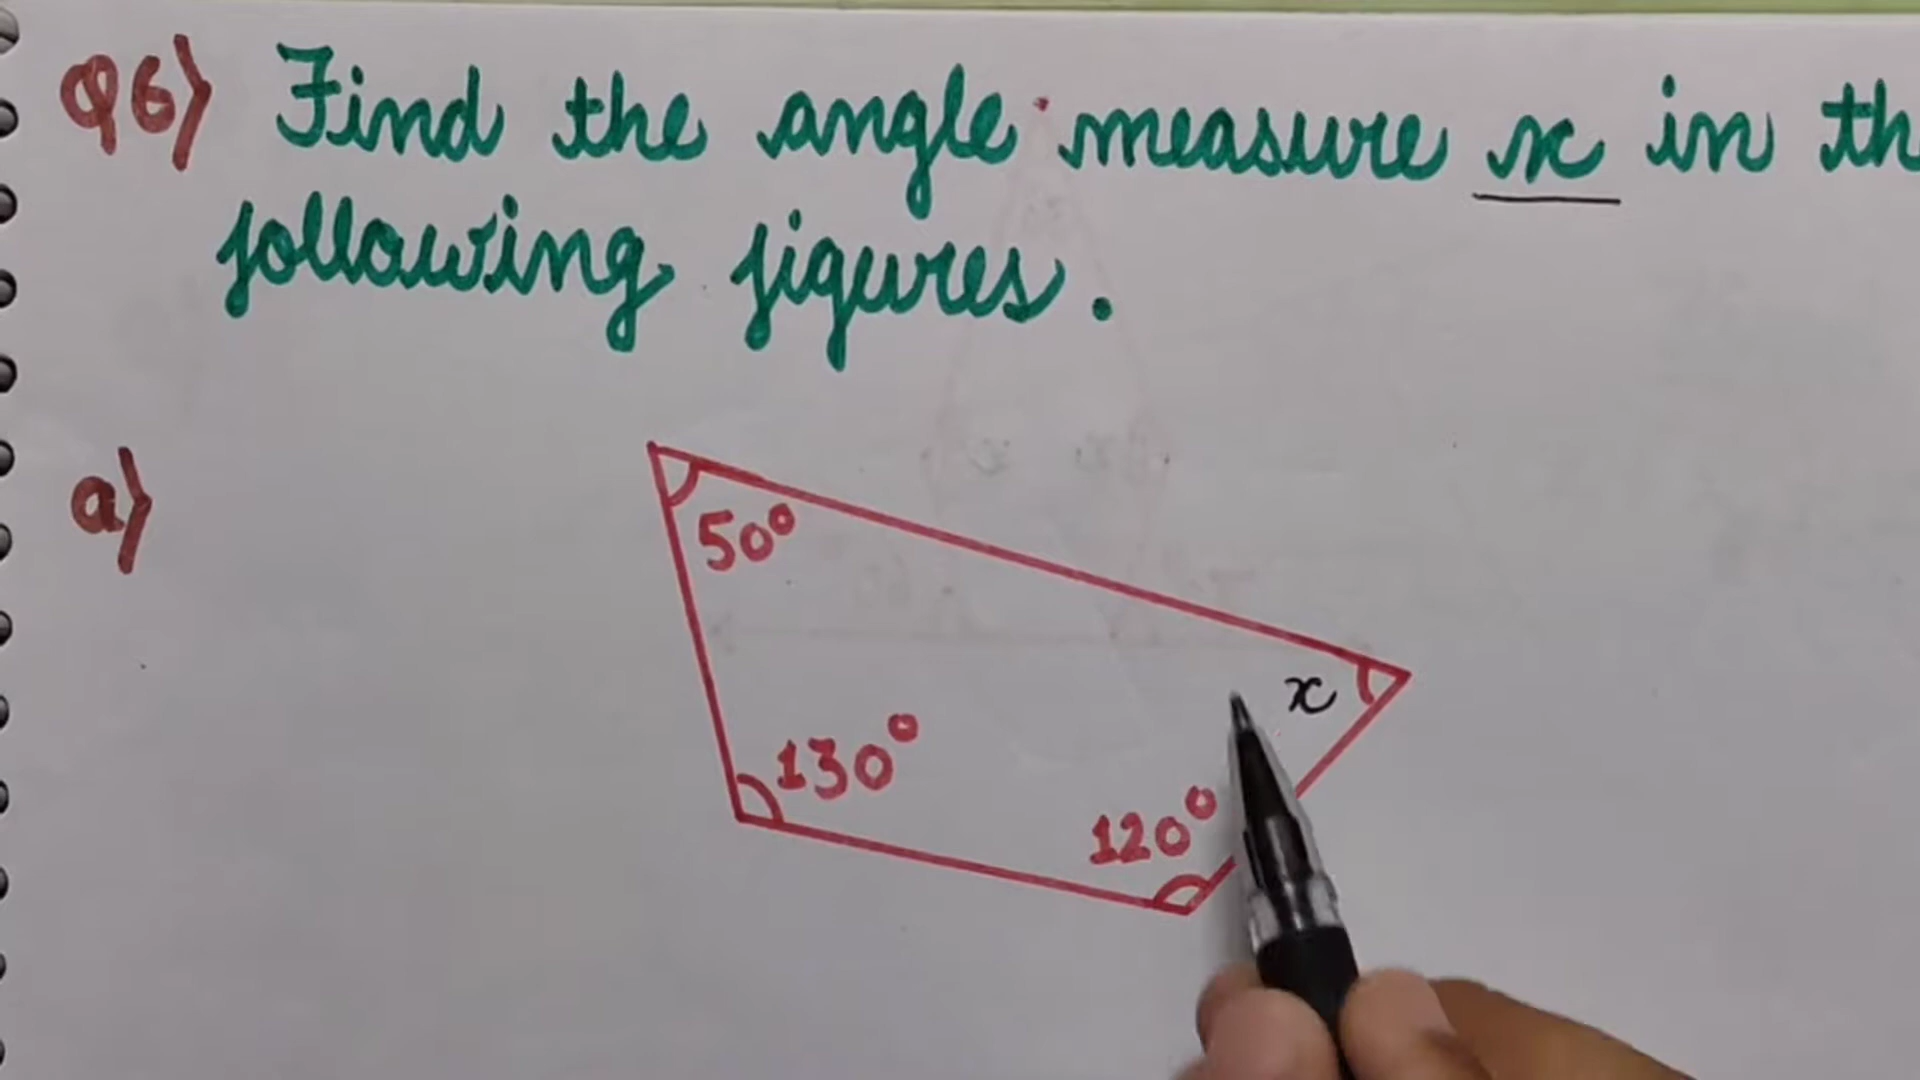 Q6) Find the angle measure x in th
following figures.
a)
50°
x
130°
120°